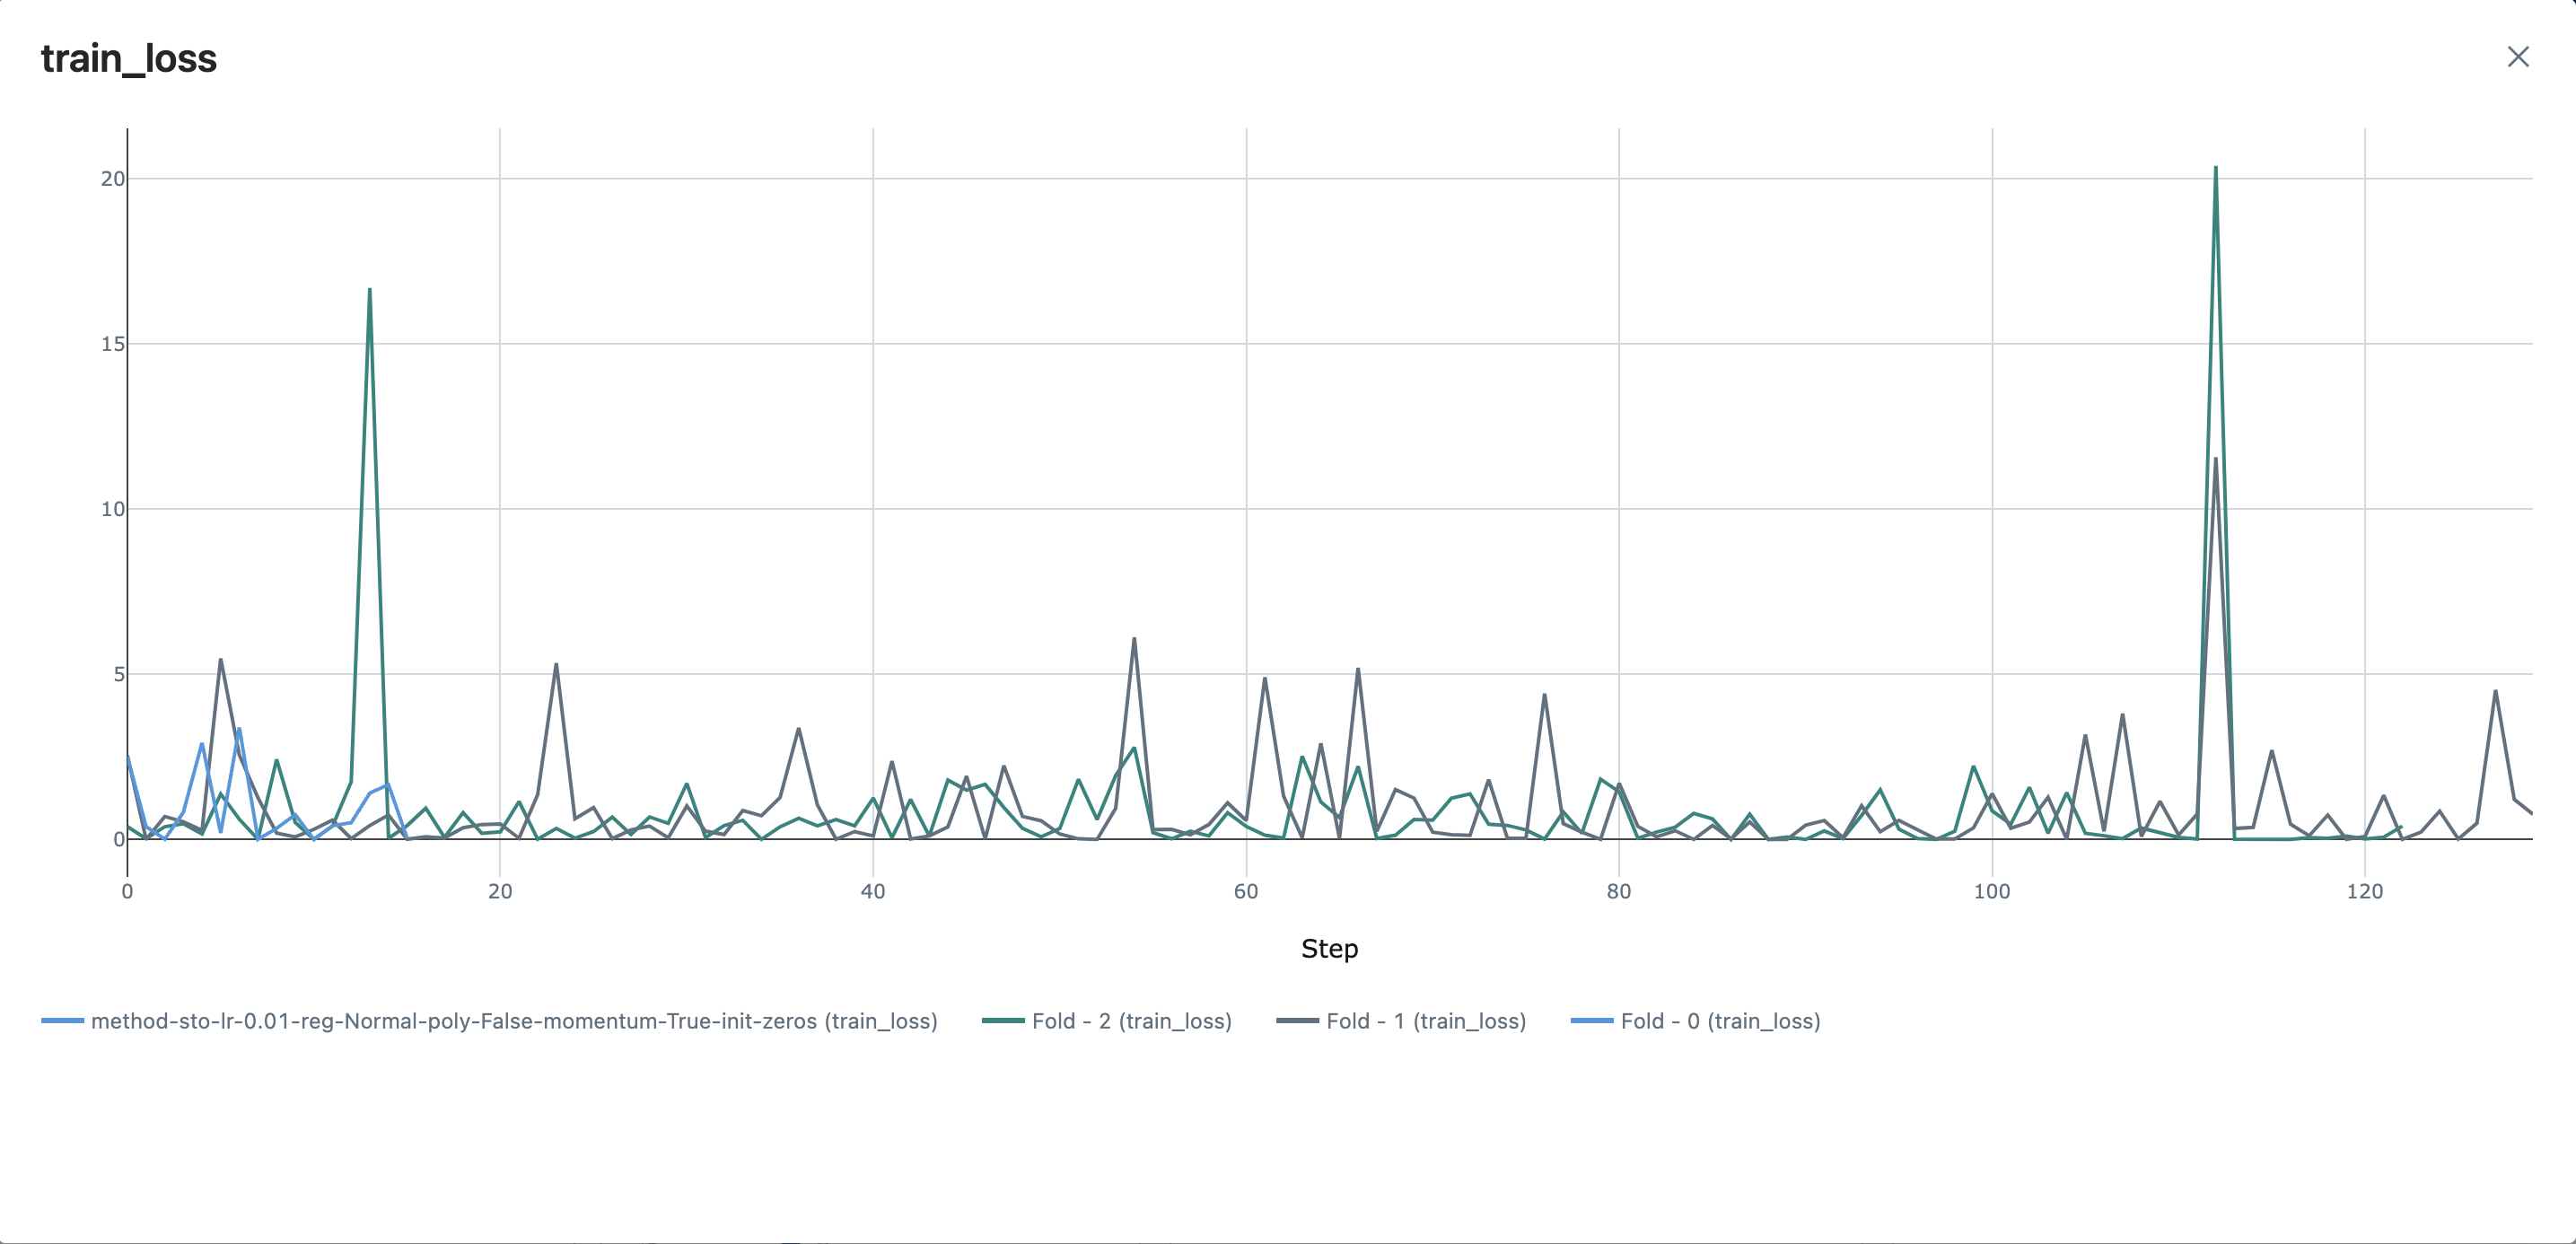 train_loss
20
15
10
5
0
0 20 40 60 80 100 120
Step
method-sto-lr-0.01-reg-Normal-poly-False-momentum-True-init-zeros (train_loss) Fold - 2 (train_loss) Fold - 1 (train_loss) Fold - 0 (train_loss)